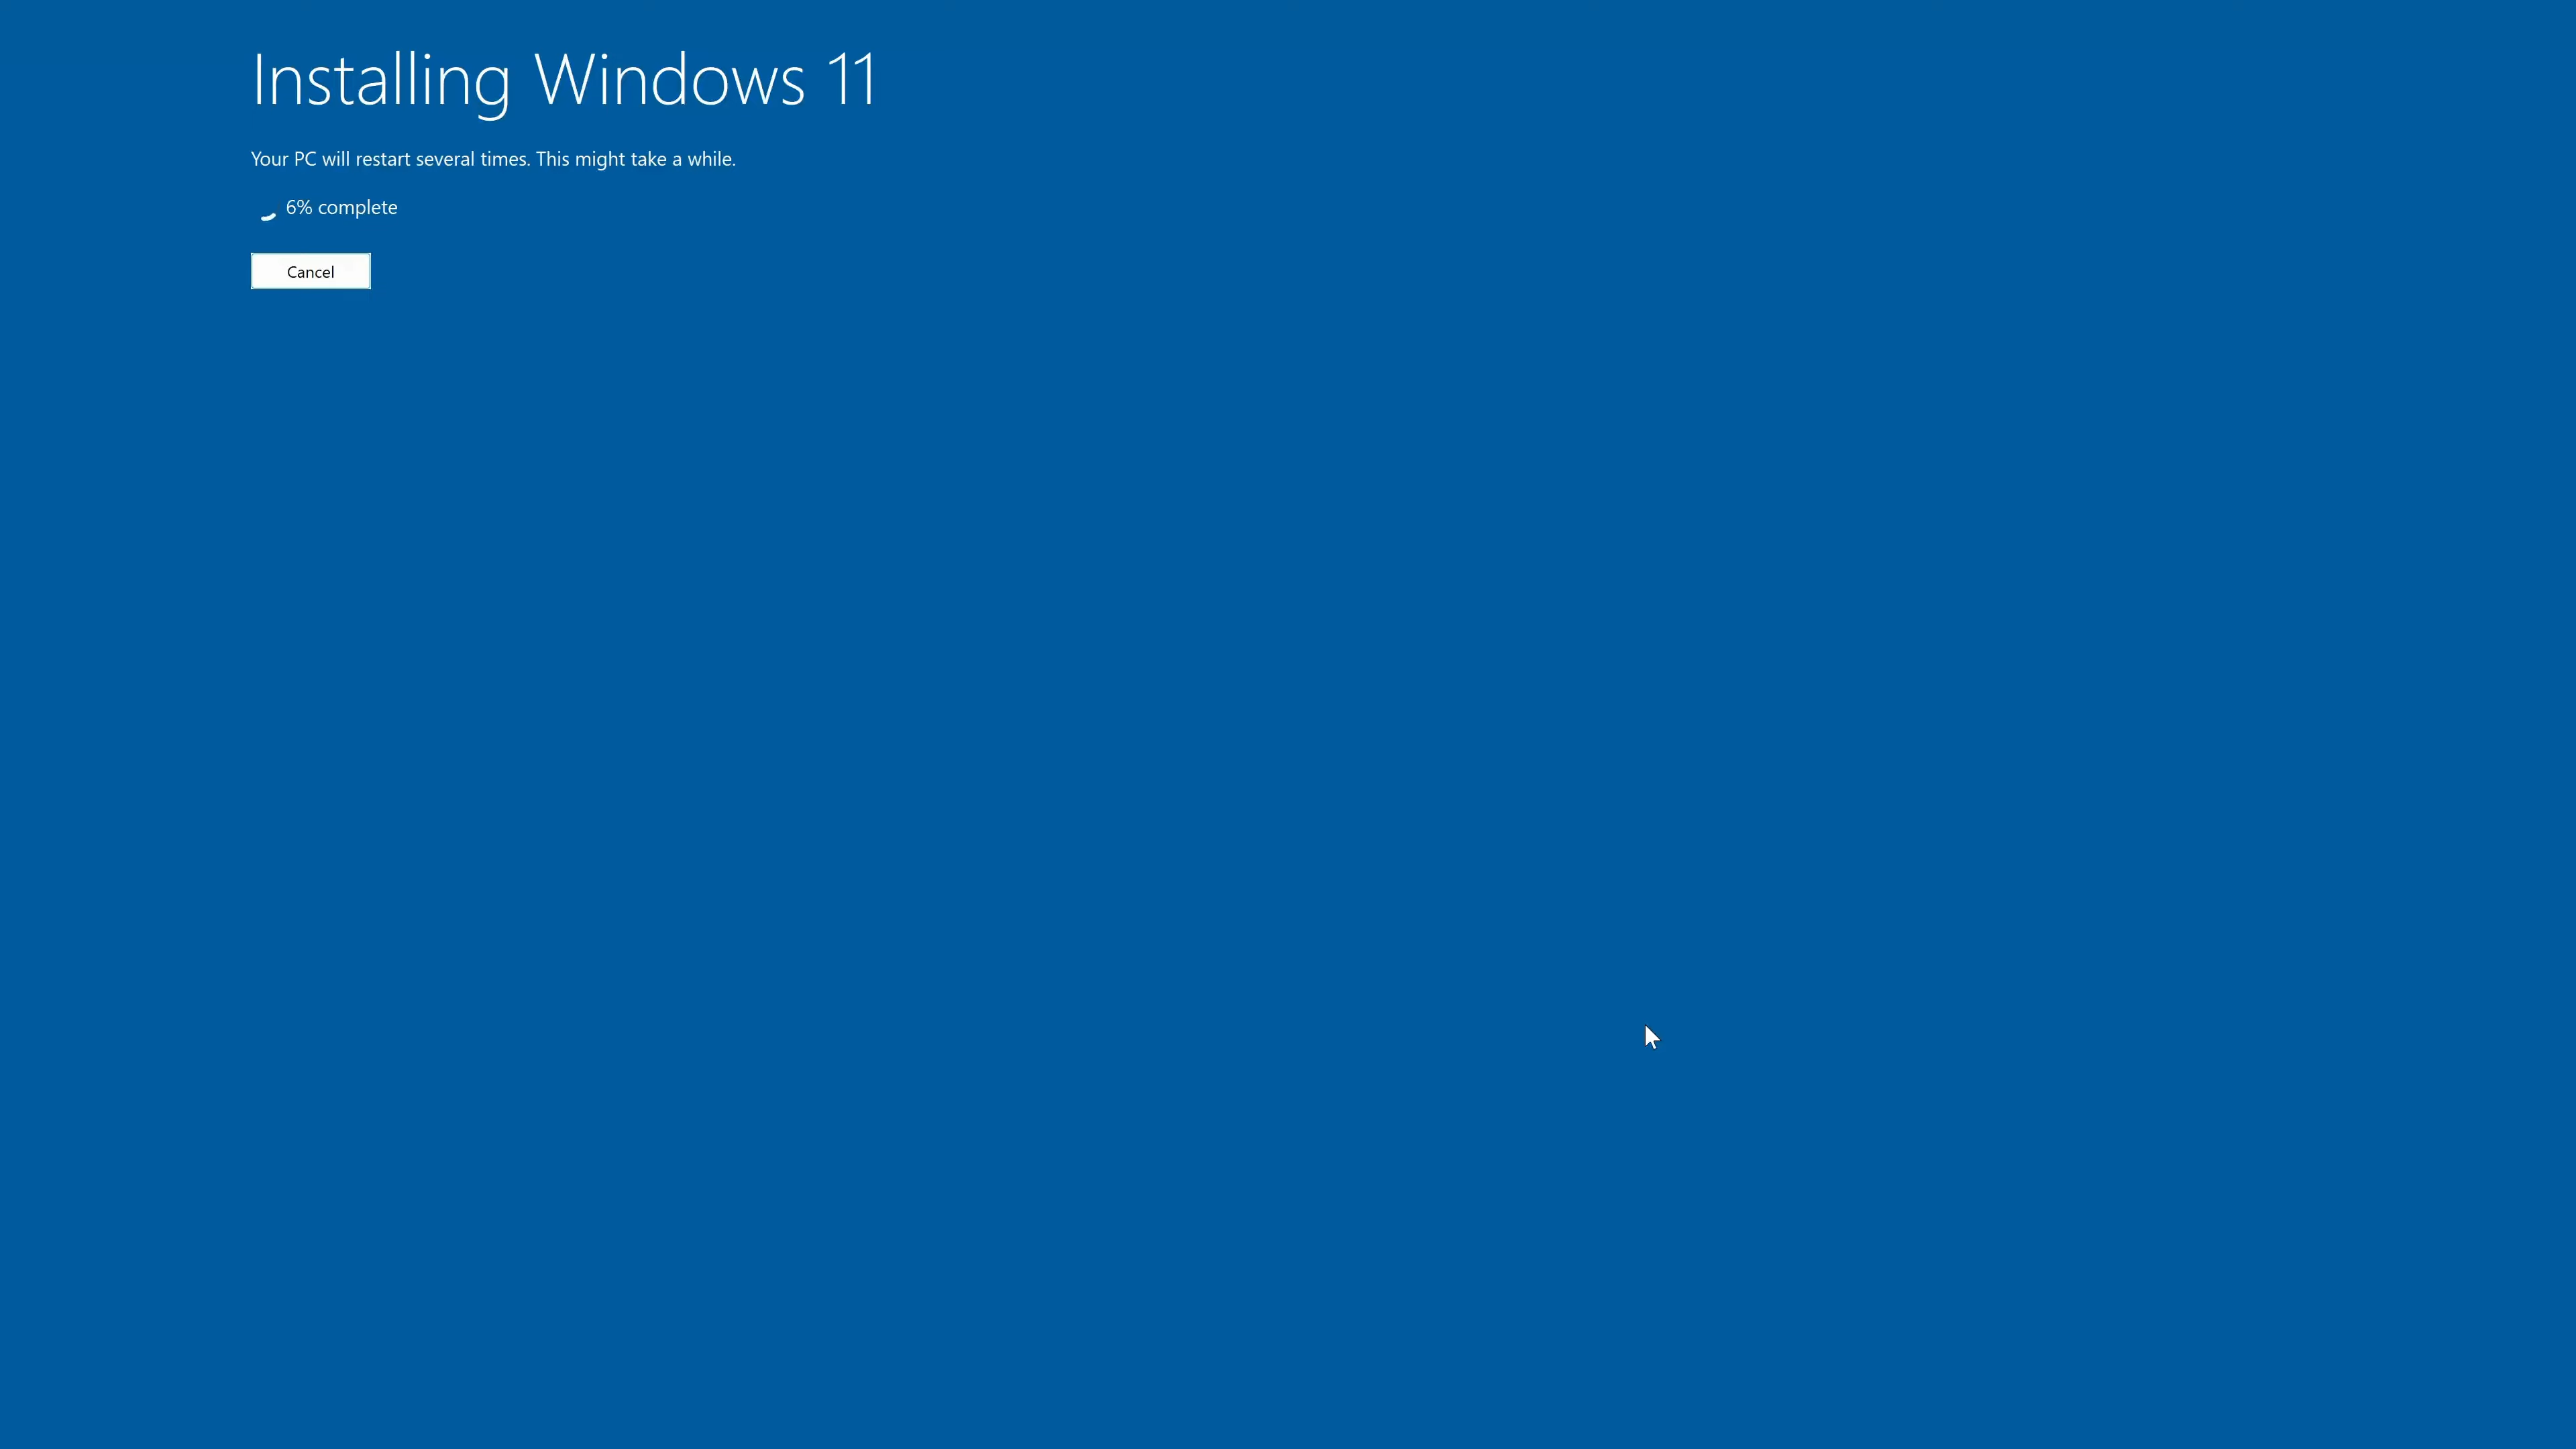 Installing Windows 11
Your PC will restart several times. This might take a while.
6% complete
Cancel